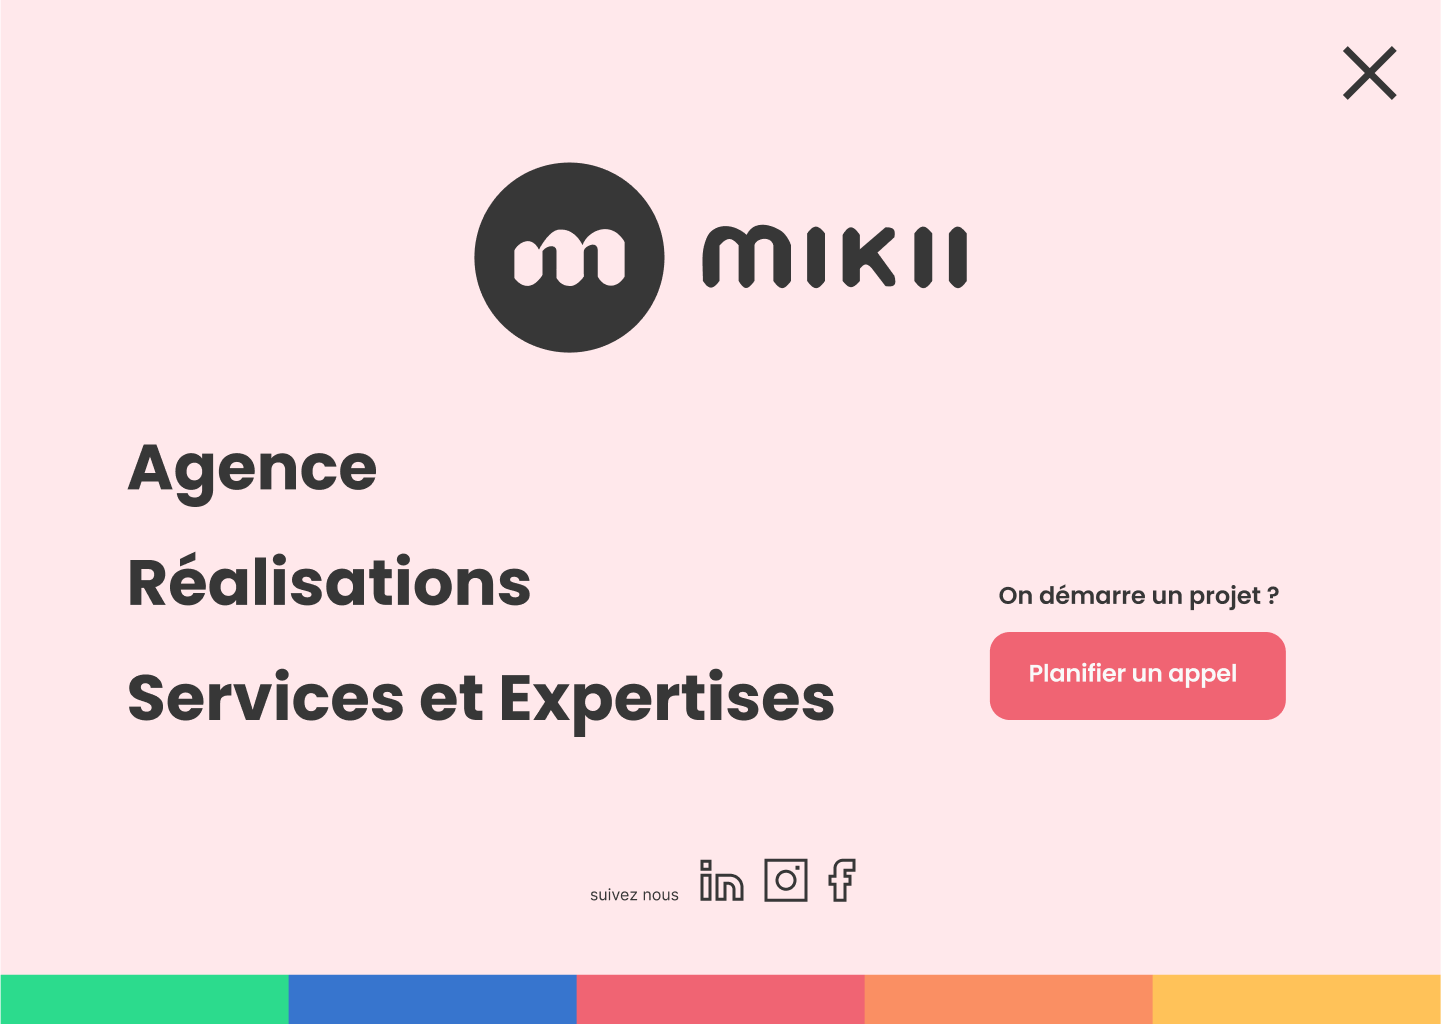 m MIKII
Agence
Réalisations
On démarre un projet ?
Planifier un appel
Services et Expertises
suivez nous